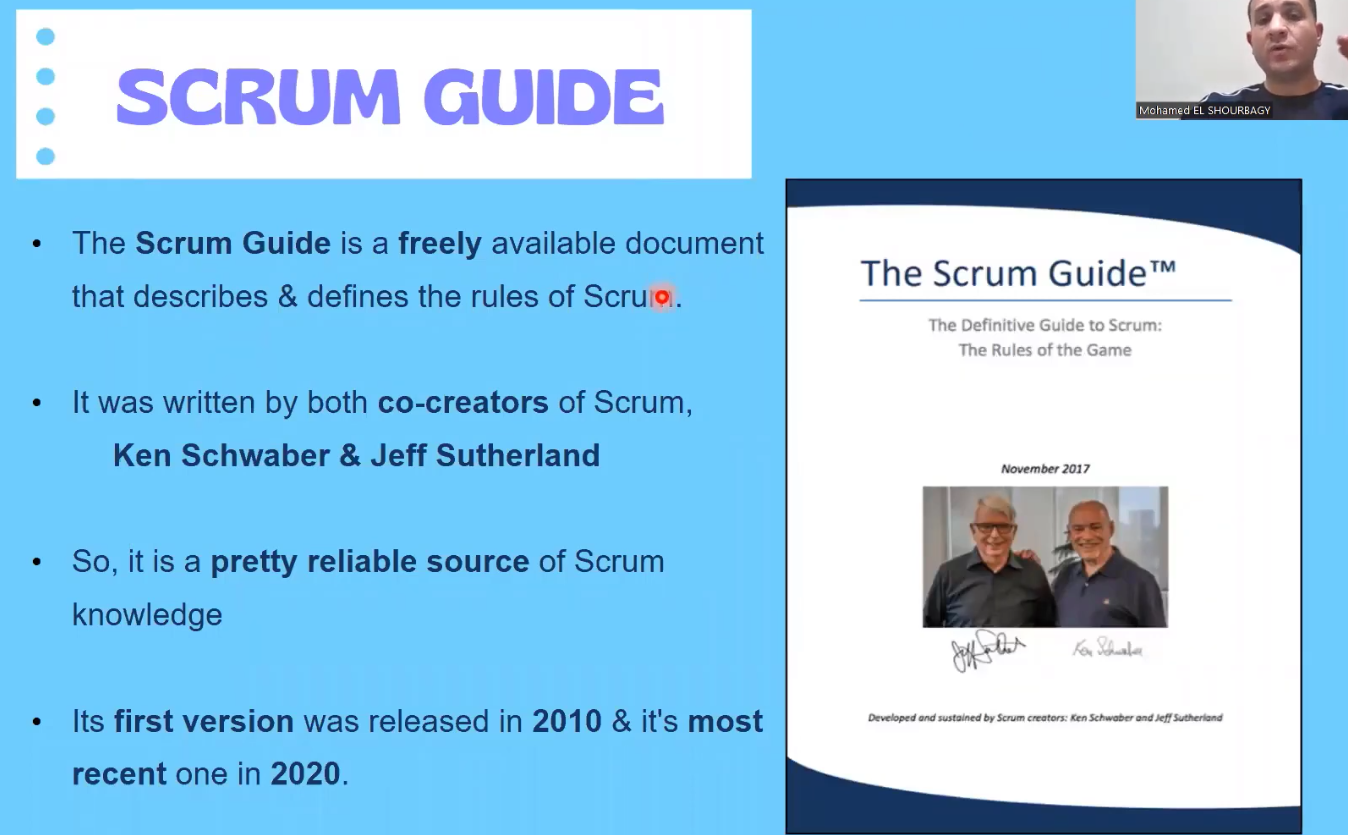 SCRUM GUIDE
Mohamed EL SHOURBAGY
• The Scrum Guide is a freely available document
that describes & defines the rules of Scrum.
• It was written by both co-creators of Scrum,
Ken Schwaber & Jeff Sutherland
• So, it is a pretty reliable source of Scrum
knowledge
• Its first version was released in 2010 & it's most
recent one in 2020.
The Scrum Guide™
The Definitive Guide to Scrum:
The Rules of the Game
November 2017
Developed and sustained by Scrum creators: Ken Schwaber and Jeff Sutherland